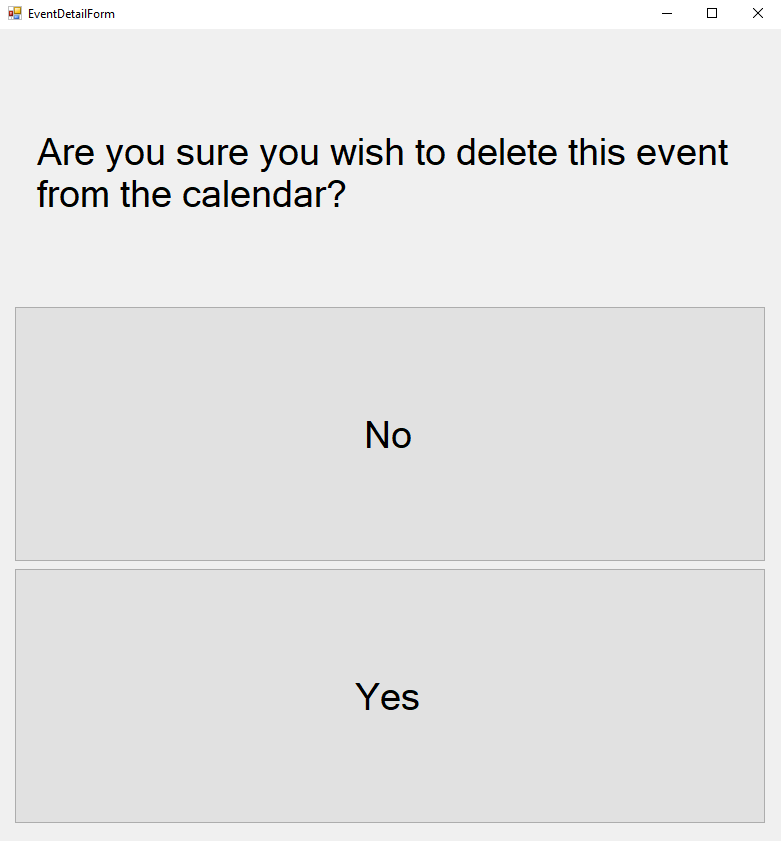 EventDetailForm
Are you sure you wish to delete this event
from the calendar?
No
Yes